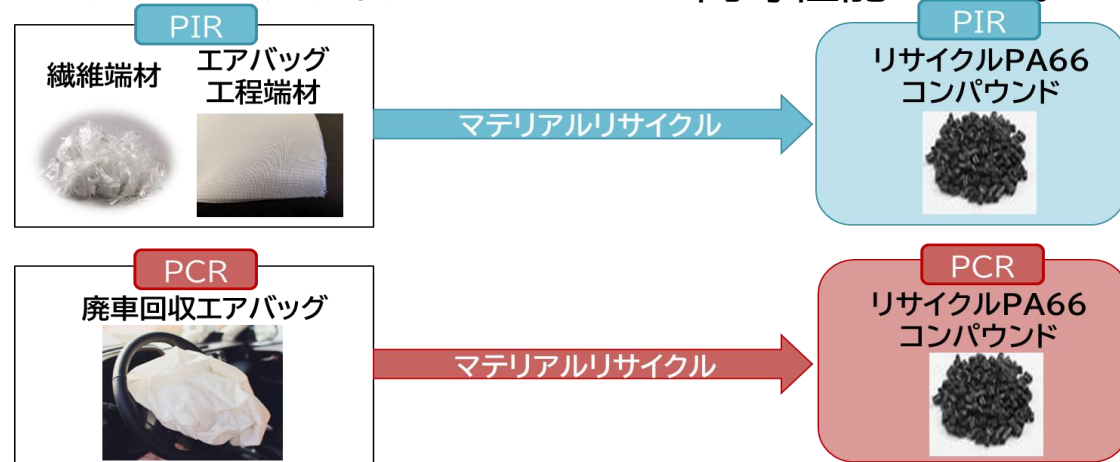 PIR
繊維端材
エアバッグ
工程端材
マテリアルリサイクル
PIR
リサイクルPA66
コンパウンド
PCR
廃車回収エアバッグ
マテリアルリサイクル
PCR
リサイクルPA66
コンパウンド